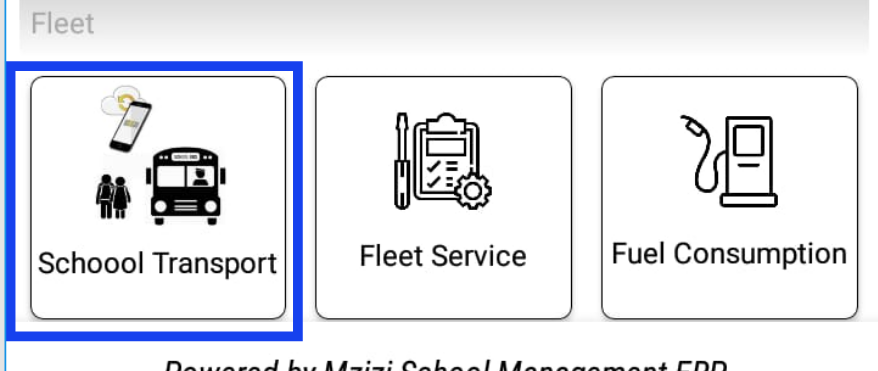 Fleet
Schoool Transport
Fleet Service
Fuel Consumption
Powered by Mzizi School Management ERP